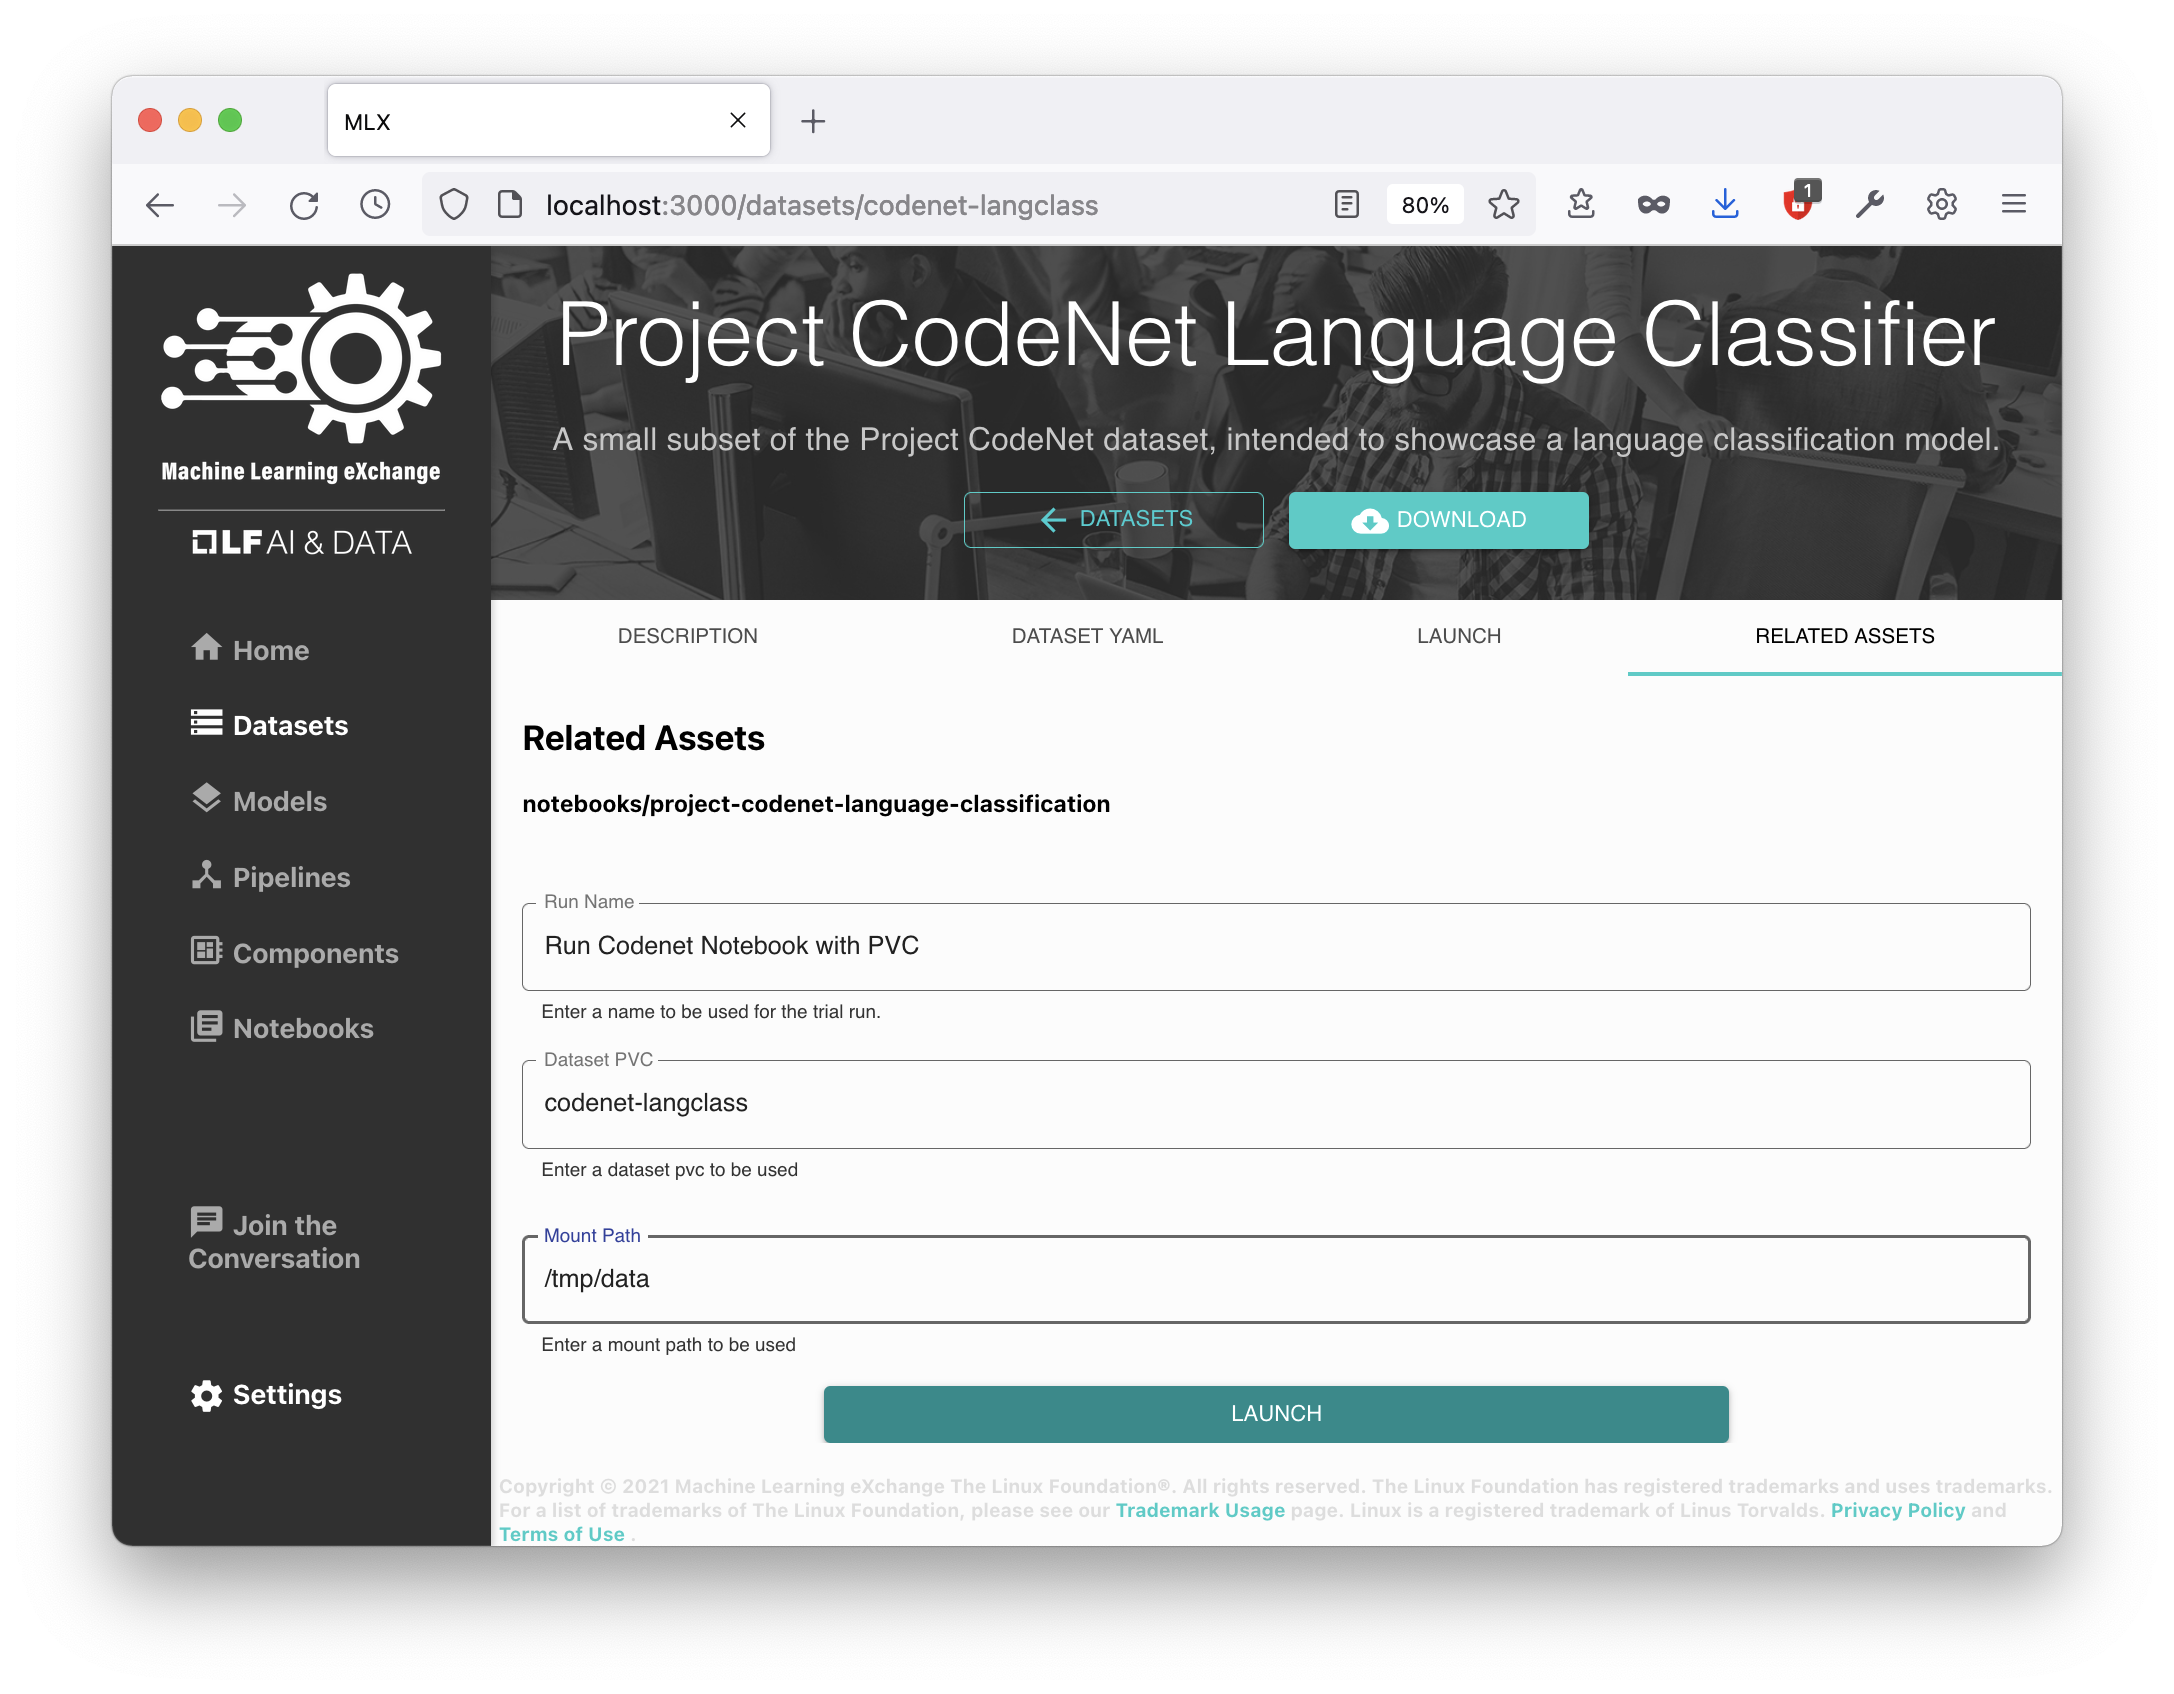 MLX
localhost:3000/datasets/codenet-langclass
80%
1
Machine Learning eXchange
LF AI & DATA
Home
Datasets
Models
Pipelines
Components
Notebooks
Join the
Conversation
Settings
Project CodeNet Language Classifier
A small subset of the Project CodeNet dataset, intended to showcase a language classification model.
DATASETS
DOWNLOAD
DESCRIPTION
DATASET YAML
LAUNCH
RELATED ASSETS
Related Assets
notebooks/project-codenet-language-classification
Run Name
Run Codenet Notebook with PVC
Enter a name to be used for the trial run.
Dataset PVC
codenet-langclass
Enter a dataset pvc to be used
Mount Path
/tmp/data
Enter a mount path to be used
LAUNCH
Copyright © 2021 Machine Learning eXchange The Linux Foundation®. All rights reserved. The Linux Foundation has registered trademarks and uses trademarks.
For a list of trademarks of The Linux Foundation, please see our Trademark Usage page. Linux is a registered trademark of Linus Torvalds. Privacy Policy and
Terms of Use .